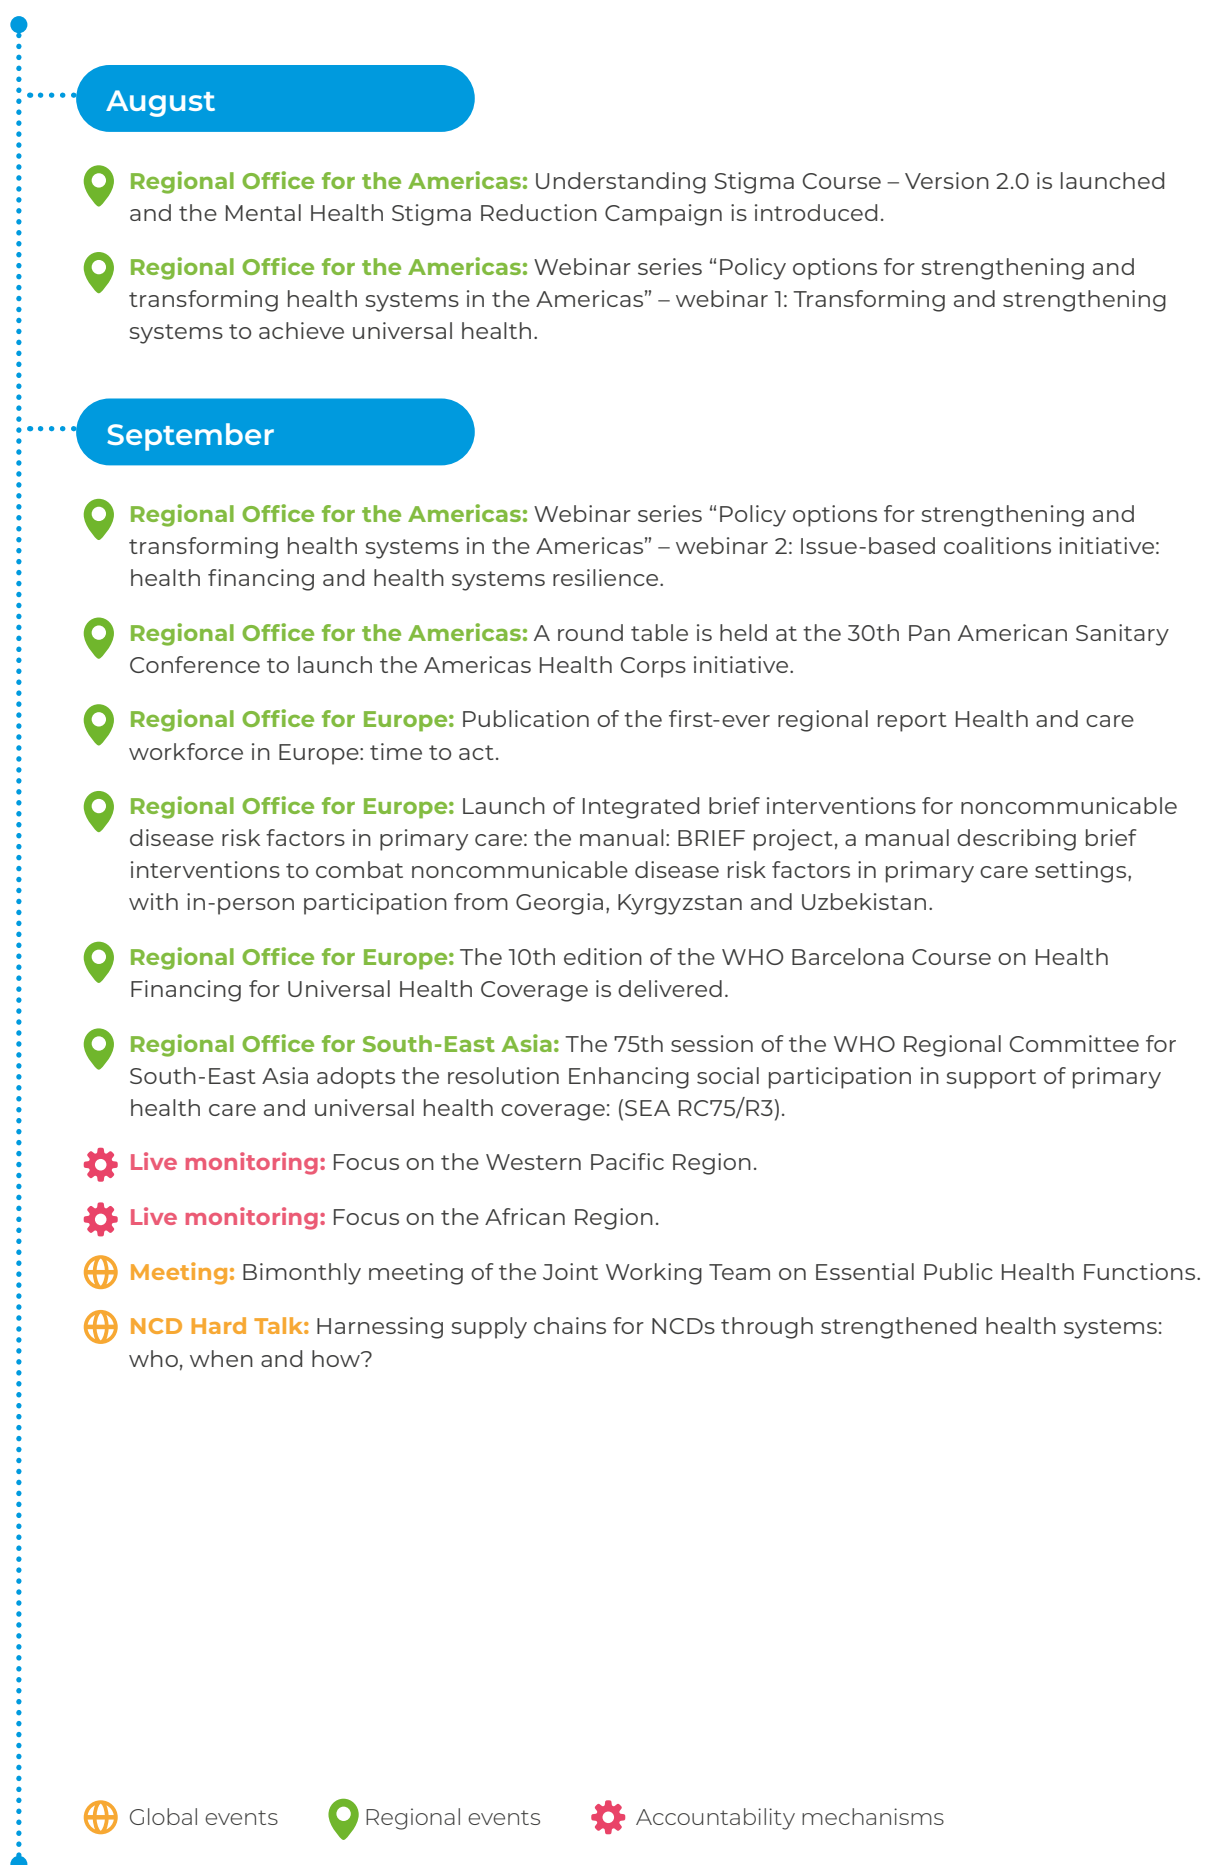 August
Regional Office for the Americas: Understanding Stigma Course – Version 2.0 is launched
and the Mental Health Stigma Reduction Campaign is introduced.
Regional Office for the Americas: Webinar series “Policy options for strengthening and
transforming health systems in the Americas” – webinar 1: Transforming and strengthening
systems to achieve universal health.
September
Regional Office for the Americas: Webinar series “Policy options for strengthening and
transforming health systems in the Americas” – webinar 2: Issue-based coalitions initiative:
health financing and health systems resilience.
Regional Office for the Americas: A round table is held at the 30th Pan American Sanitary
Conference to launch the Americas Health Corps initiative.
Regional Office for Europe: Publication of the first-ever regional report Health and care
workforce in Europe: time to act.
Regional Office for Europe: Launch of Integrated brief interventions for noncommunicable
disease risk factors in primary care: the manual: BRIEF project, a manual describing brief
interventions to combat noncommunicable disease risk factors in primary care settings,
with in-person participation from Georgia, Kyrgyzstan and Uzbekistan.
Regional Office for Europe: The 10th edition of the WHO Barcelona Course on Health
Financing for Universal Health Coverage is delivered.
Regional Office for South-East Asia: The 75th session of the WHO Regional Committee for
South-East Asia adopts the resolution Enhancing social participation in support of primary
health care and universal health coverage: (SEA RC75/R3).
Live monitoring: Focus on the Western Pacific Region.
Live monitoring: Focus on the African Region.
Meeting: Bimonthly meeting of the Joint Working Team on Essential Public Health Functions.
NCD Hard Talk: Harnessing supply chains for NCDs through strengthened health systems:
who, when and how?
Global events Regional events Accountability mechanisms